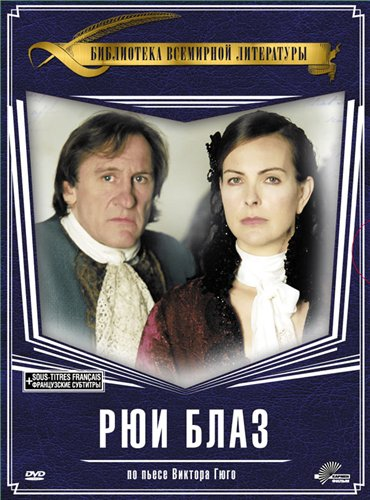 БИБЛИОТЕКА ВСЕМИРНОЙ ЛИТЕРАТУРЫ
SOUS-TITRES FRANÇAIS
+ФРАНЦУЗСКИЕ СУБТИТРЫ
РЮИ БЛАЗ
по пьесе Виктора Гюго
DVD